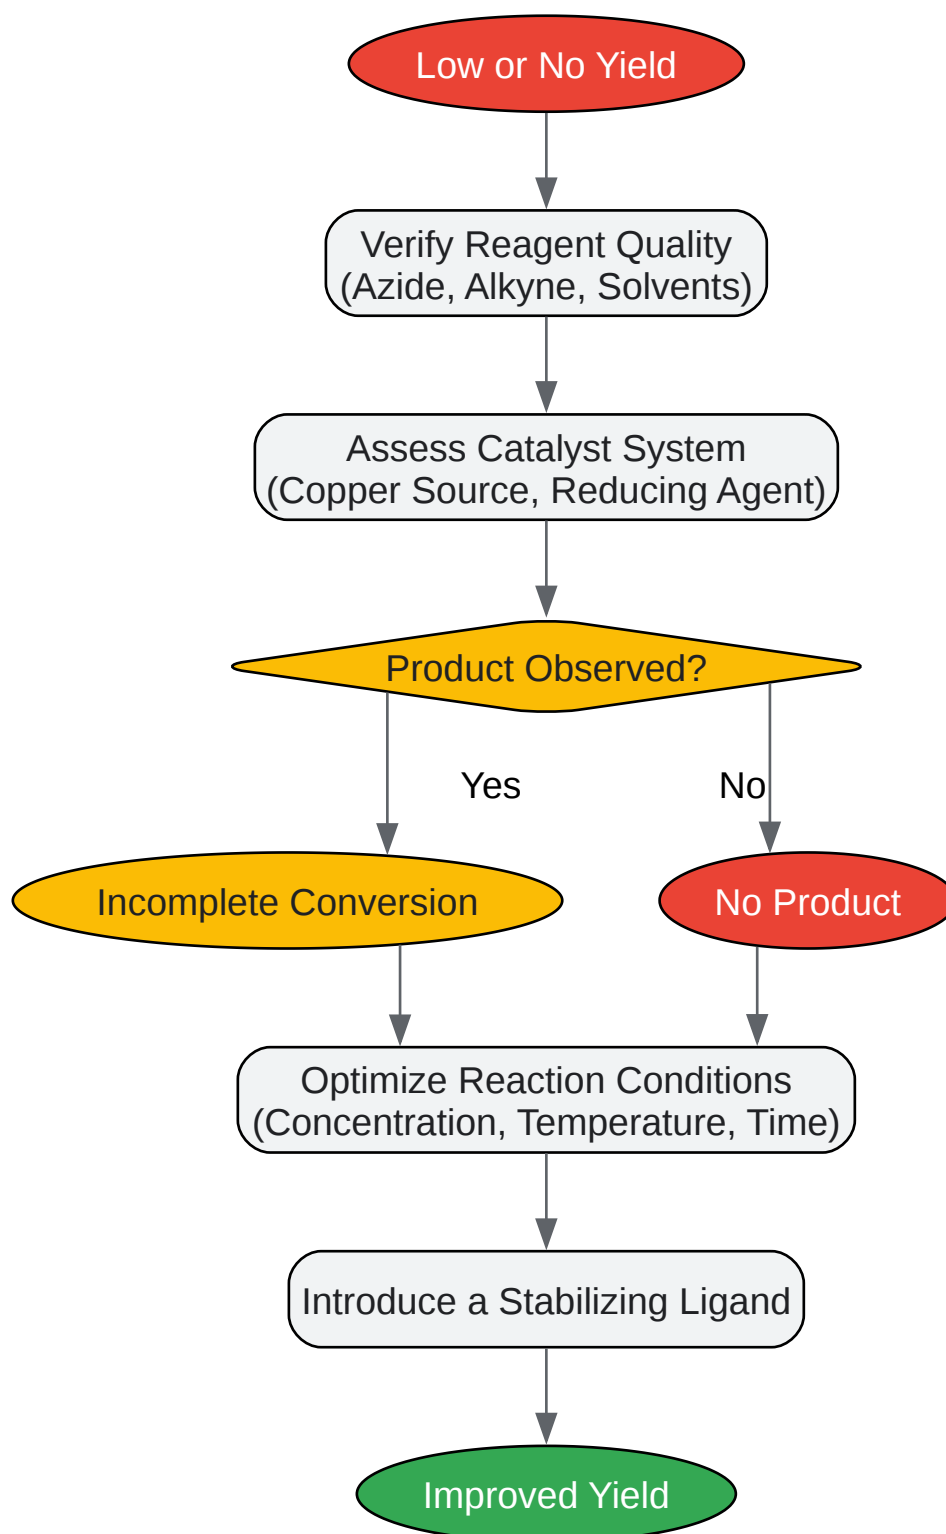 Low or No Yield
Verify Reagent Quality
(Azide, Alkyne, Solvents)
Assess Catalyst System
(Copper Source, Reducing Agent)
Product Observed?
Yes
No
Incomplete Conversion
No Product
Optimize Reaction Conditions
(Concentration, Temperature, Time)
Introduce a Stabilizing Ligand
Improved Yield